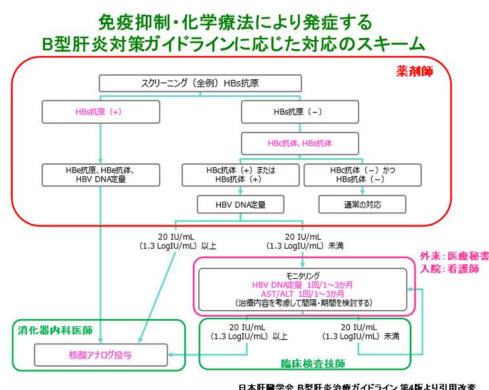 免疫抑制・化学療法により発症する
B型肝炎対策ガイドラインに応じた対応のスキーム
薬剤師
スクリーニング（全例）HBs抗原
HBs抗原（+）
HBs抗原（-）
HBc抗体、HBs抗体
HBe抗原、HBe抗体、
HBV DNA定量
HBc抗体（+）または
HBs抗体（+）
HBc抗体（-）かつ
HBs抗体（-）
HBV DNA定量
通常の対応
20 IU/mL
（1.3 LogIU/mL）以上
20 IU/mL
（1.3 LogIU/mL）未満
外来：医療秘書
入院：看護師
モニタリング
HBV DNA定量 1回/1～3か月
AST/ALT 1回/1～3か月
（治療内容を考慮して間隔・期間を検討する）
消化器内科医師
20 IU/mL
（1.3 LogIU/mL）以上
20 IU/mL
（1.3 LogIU/mL）未満
核酸アナログ投与
臨床検査技師
日本肝臓学会 B型肝炎治療ガイドライン 第4版より引用改変